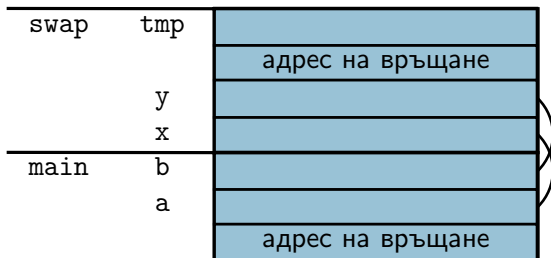 swap tmp
адрес на връщане
y
x
main b
a
адрес на връщане